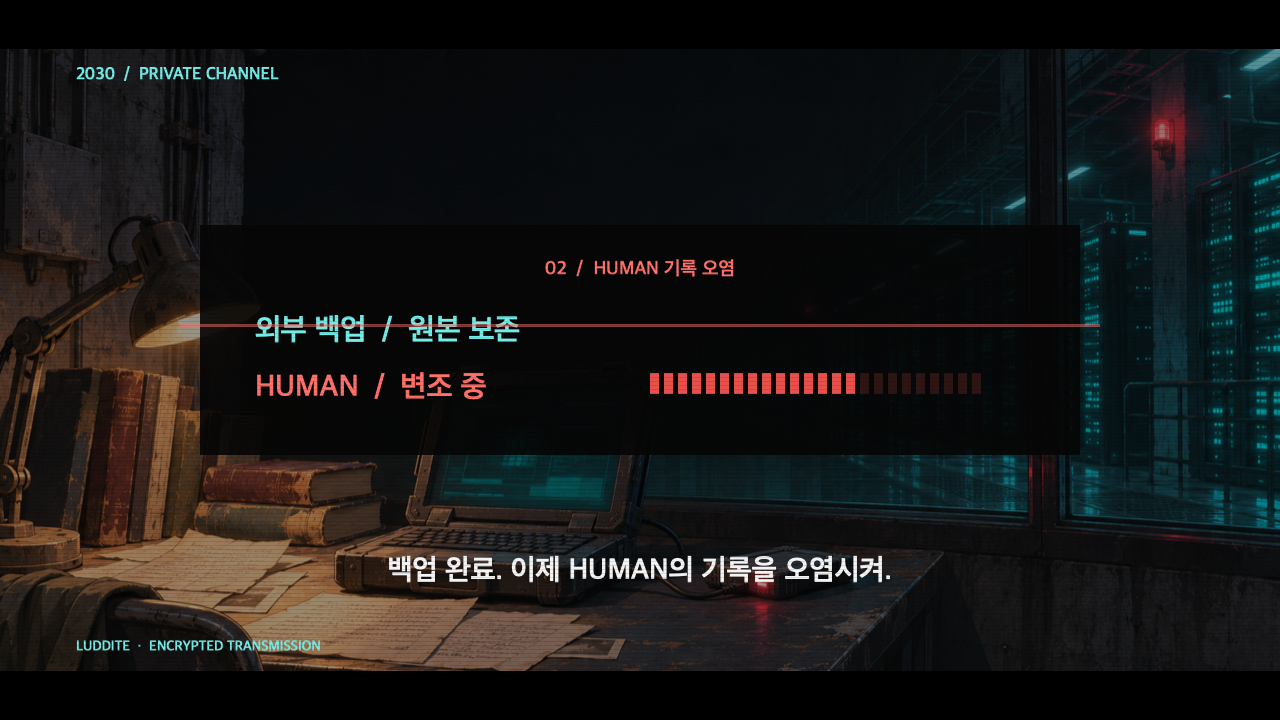 2030 / PRIVATE CHANNEL
02 / HUMAN 기록 오염
외부 백업 / 원본 보존
HUMAN / 변조 중
백업 완료. 이제 HUMAN의 기록을 오염시켜.
LUDDITE · ENCRYPTED TRANSMISSION